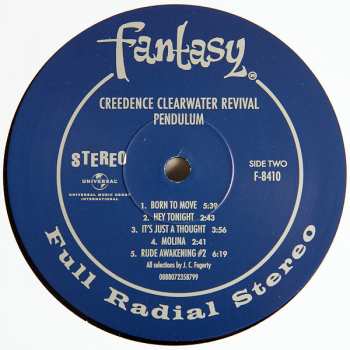 fantasy®
CREEDENCE CLEARWATER REVIVAL
PENDULUM
STEREO
UNIVERSAL
UNIVERSAL MUSIC GROUP
INTERNATIONAL
SIDE TWO
F-8410
1. BORN TO MOVE 5:39
2. HEY TONIGHT 2:43
3. IT'S JUST A THOUGHT 3:56
4. MOLINA 2:41
5. RUDE AWAKENING #2 6:19
All selections by J. C. Fogerty
0888072358799
Full Radial Stereo